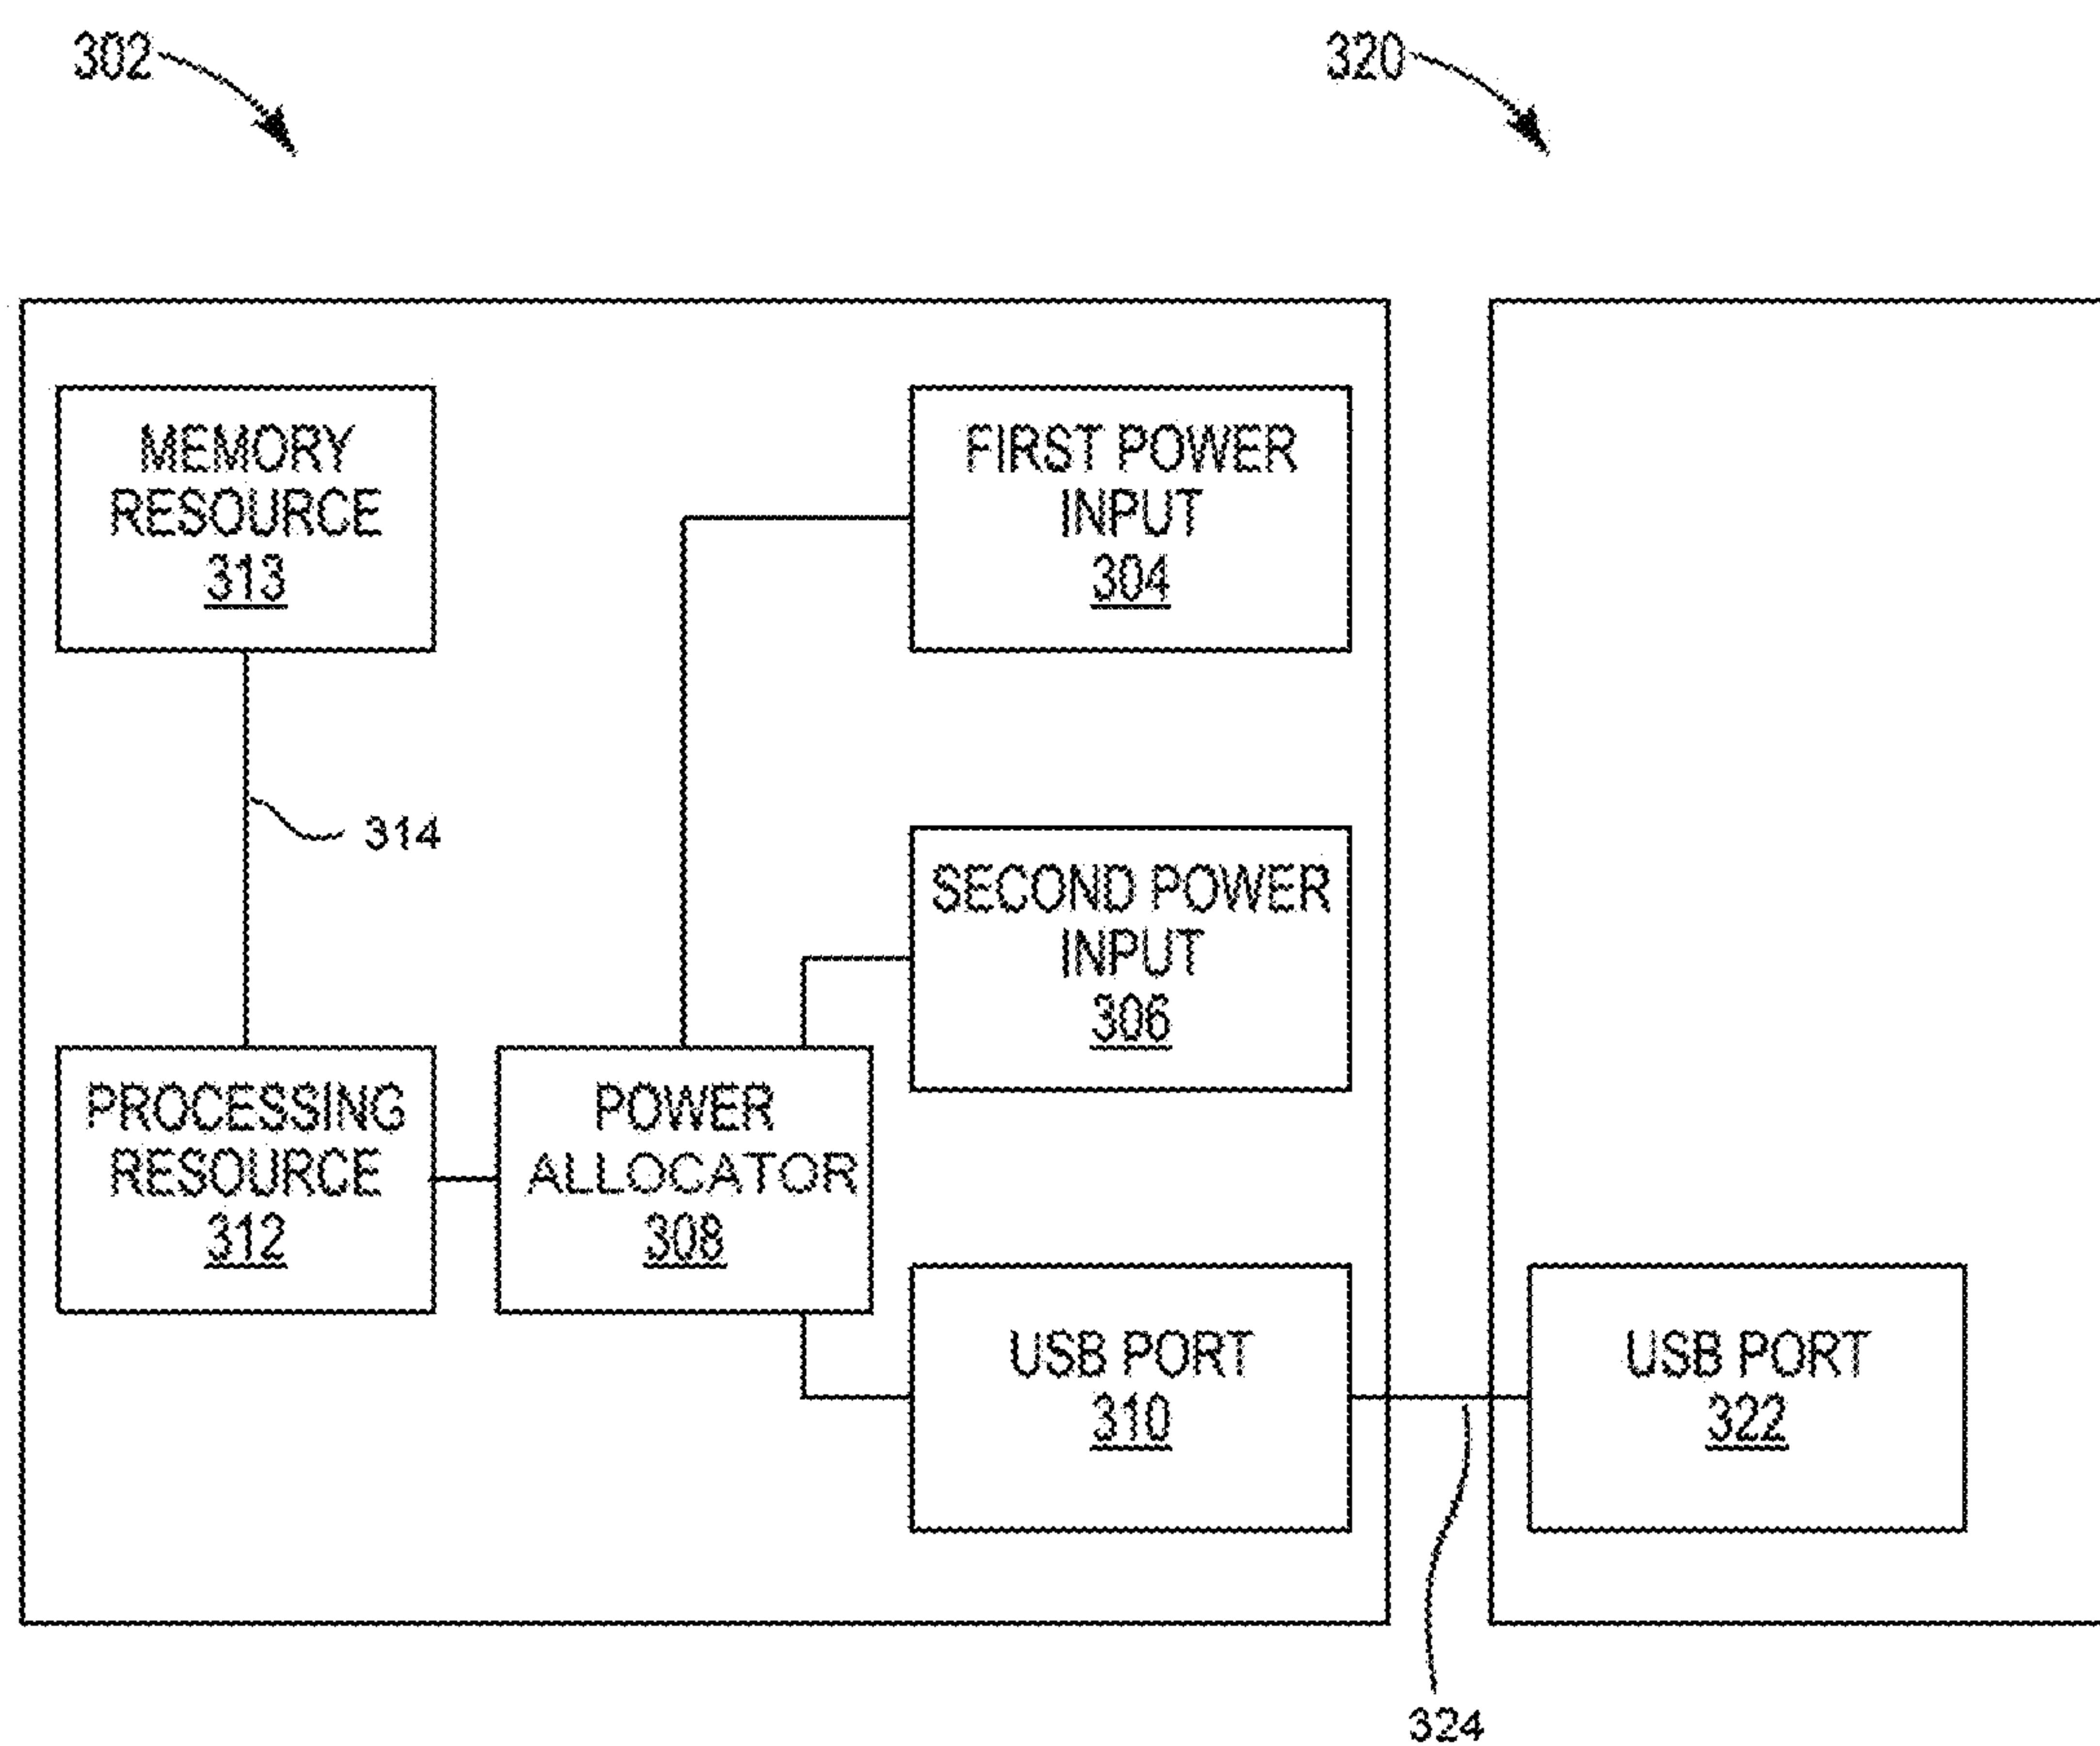 302
320
MEMORY
RESOURCE
313
FIRST POWER
INPUT
304
314
SECOND POWER
INPUT
306
PROCESSING
RESOURCE
312
POWER
ALLOCATOR
308
USB PORT
310
USB PORT
322
324